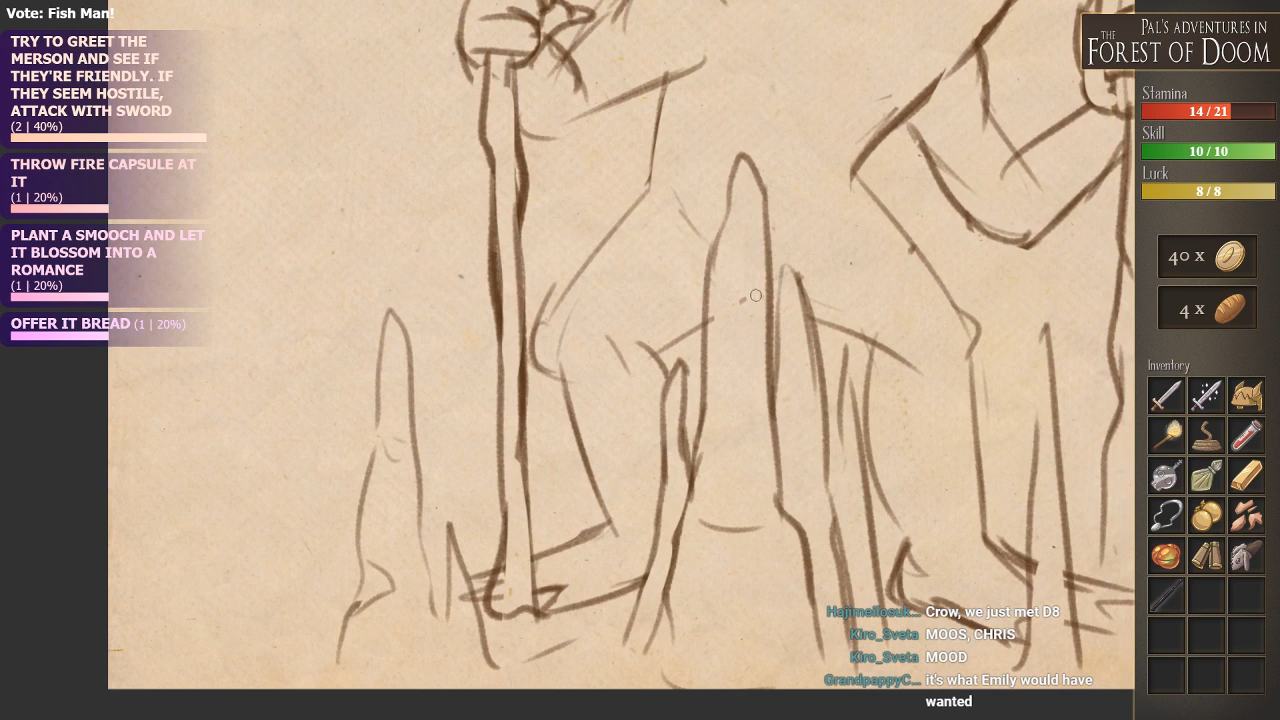 Vote: Fish Man!
TRY TO GREET THE
MERSON AND SEE IF
THEY'RE FRIENDLY. IF
THEY SEEM HOSTILE,
ATTACK WITH SWORD
(2 | 40%)
THROW FIRE CAPSULE AT
IT
(1 | 20%)
PLANT A SMOOCH AND LET
IT BLOSSOM INTO A
ROMANCE
(1 | 20%)
OFFER IT BREAD (1 | 20%)
PAL'S ADVENTURES IN
THE FOREST OF DOOM
Stamina
14 / 21
Skill
10 / 10
Luck
8 / 8
40 x
4 x
Inventory
Hajimellosuk... Crow, we just met D8
Kiro_Sveta MOOS, CHRIS
Kiro_Sveta MOOD
GrandpappyC... it's what Emily would have
wanted